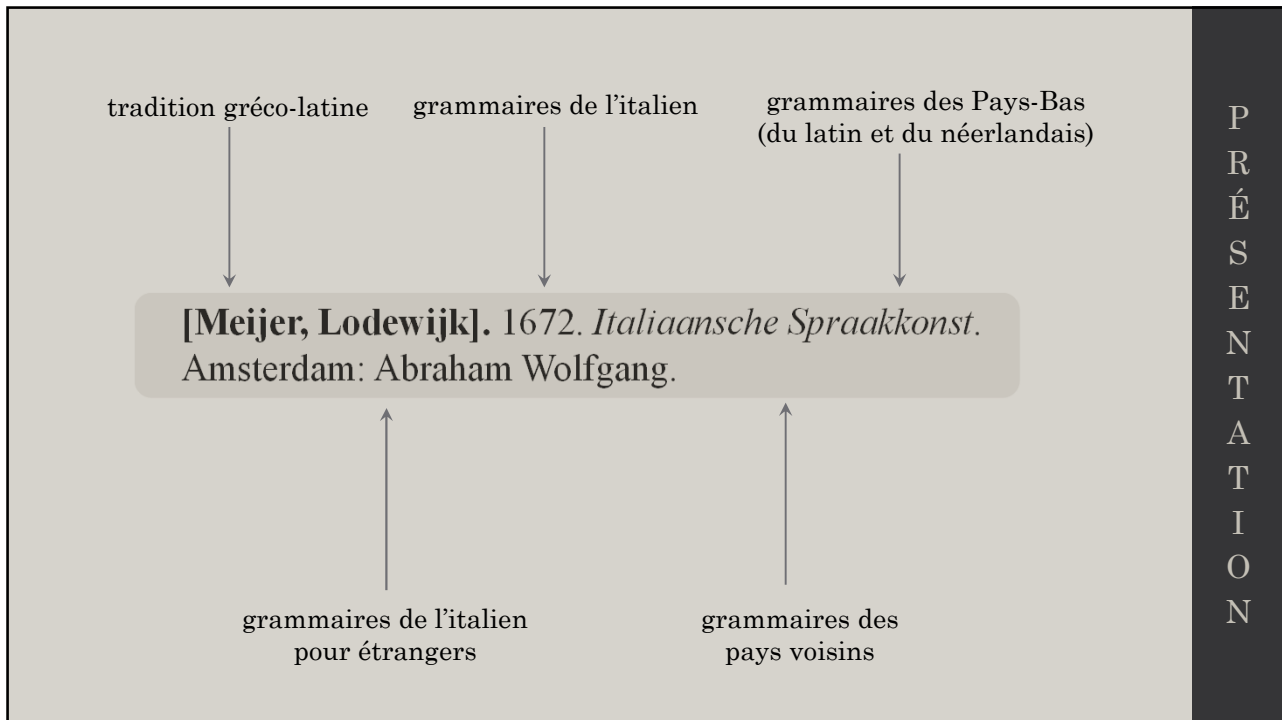 tradition gréco-latine
grammaires de l’italien
grammaires des Pays-Bas
(du latin et du néerlandais)
[Meijer, Lodewijk]. 1672. Italiaansche Spraakkonst.
Amsterdam: Abraham Wolfgang.
grammaires de l’italien
pour étrangers
grammaires des
pays voisins
PRÉSENTATION